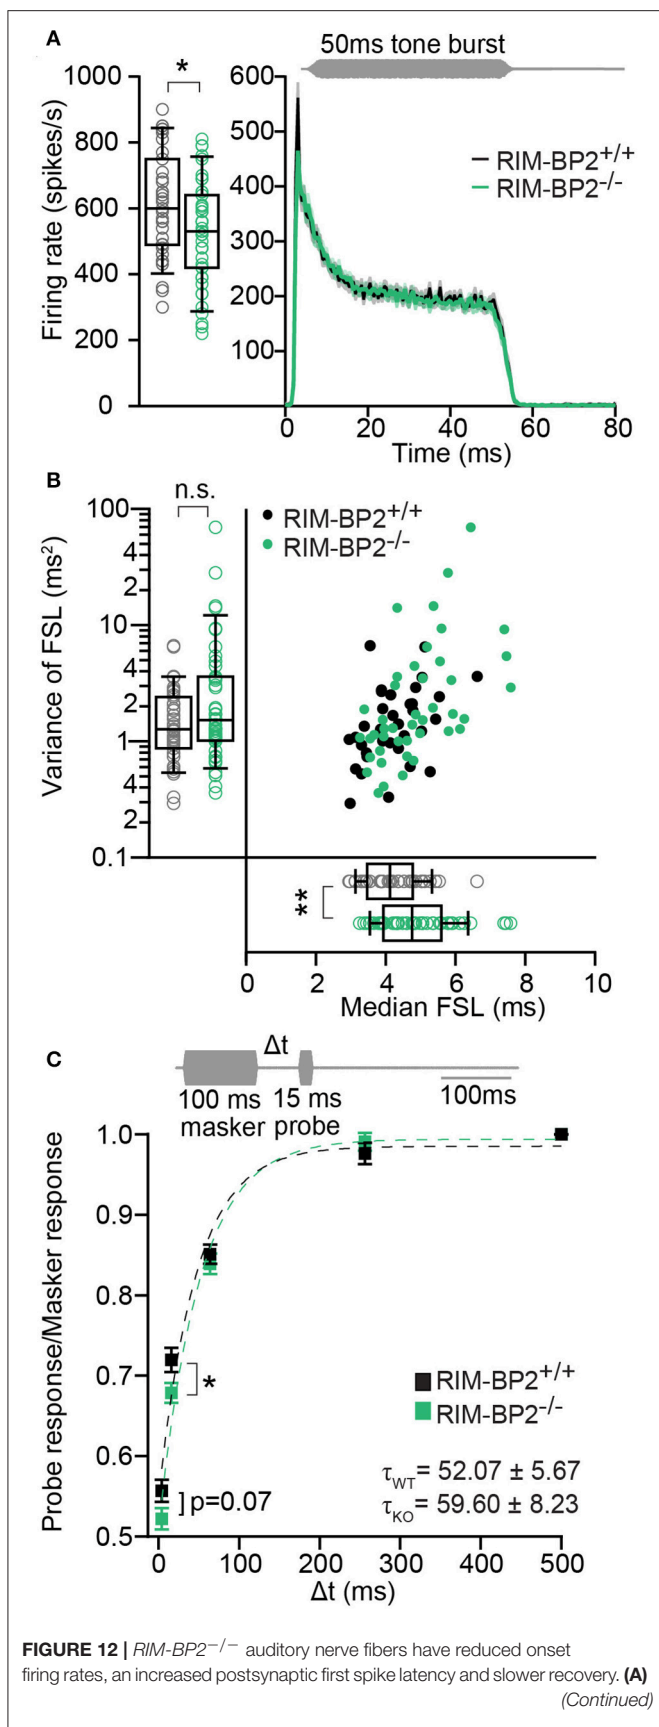 A
50ms tone burst
*
1000
800
600
400
200
0
Firing rate (spikes/s)
600
500
400
300
200
100
RIM-BP2+/+
RIM-BP2-/-
0 20 40 60 80
Time (ms)
B
n.s.
100
4
2
10
4
2
1
4
2
0.1
Variance of FSL (ms²)
RIM-BP2+/+
RIM-BP2-/-
**
0 2 4 6 8 10
Median FSL (ms)
C
Δt
100 ms 15 ms
masker probe
100ms
1.0
0.9
0.8
0.7
0.6
0.5
Probe response/Masker response
*
]p=0.07
RIM-BP2+/+
RIM-BP2-/-
τWT= 52.07 ± 5.67
τKO= 59.60 ± 8.23
0 100 200 300 400 500
Δt (ms)
FIGURE 12 | RIM-BP2−/− auditory nerve fibers have reduced onset
firing rates, an increased postsynaptic first spike latency and slower recovery. (A)
(Continued)